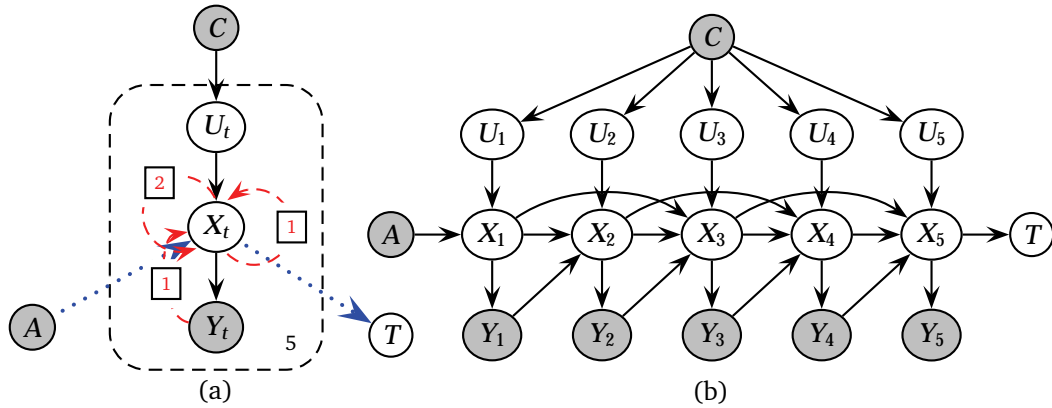 C
U_t
2
X_t
1
1
A
Y_t
5
T
(a)
C
U_1 U_2 U_3 U_4 U_5
A X_1 X_2 X_3 X_4 X_5 T
Y_1 Y_2 Y_3 Y_4 Y_5
(b)